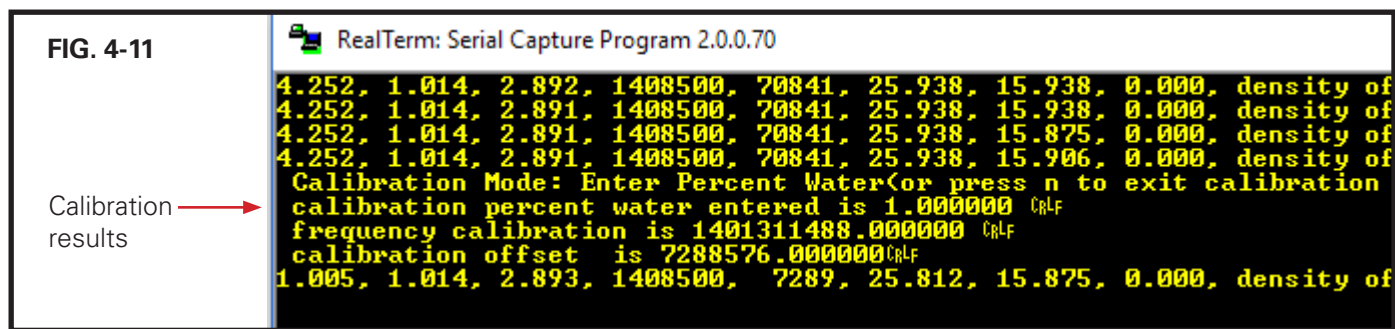 FIG. 4-11
RealTerm: Serial Capture Program 2.0.0.70
4.252, 1.014, 2.892, 1408500, 70841, 25.938, 15.938, 0.000, density of
4.252, 1.014, 2.891, 1408500, 70841, 25.938, 15.938, 0.000, density of
4.252, 1.014, 2.891, 1408500, 70841, 25.938, 15.875, 0.000, density of
4.252, 1.014, 2.891, 1408500, 70841, 25.938, 15.906, 0.000, density of
Calibration Mode: Enter Percent Water(or press n to exit calibration
Calibration results
calibration percent water entered is 1.000000 CRLF
frequency calibration is 1401311488.000000 CRLF
calibration offset is 7288576.000000CRLF
1.005, 1.014, 2.893, 1408500, 7289, 25.812, 15.875, 0.000, density of